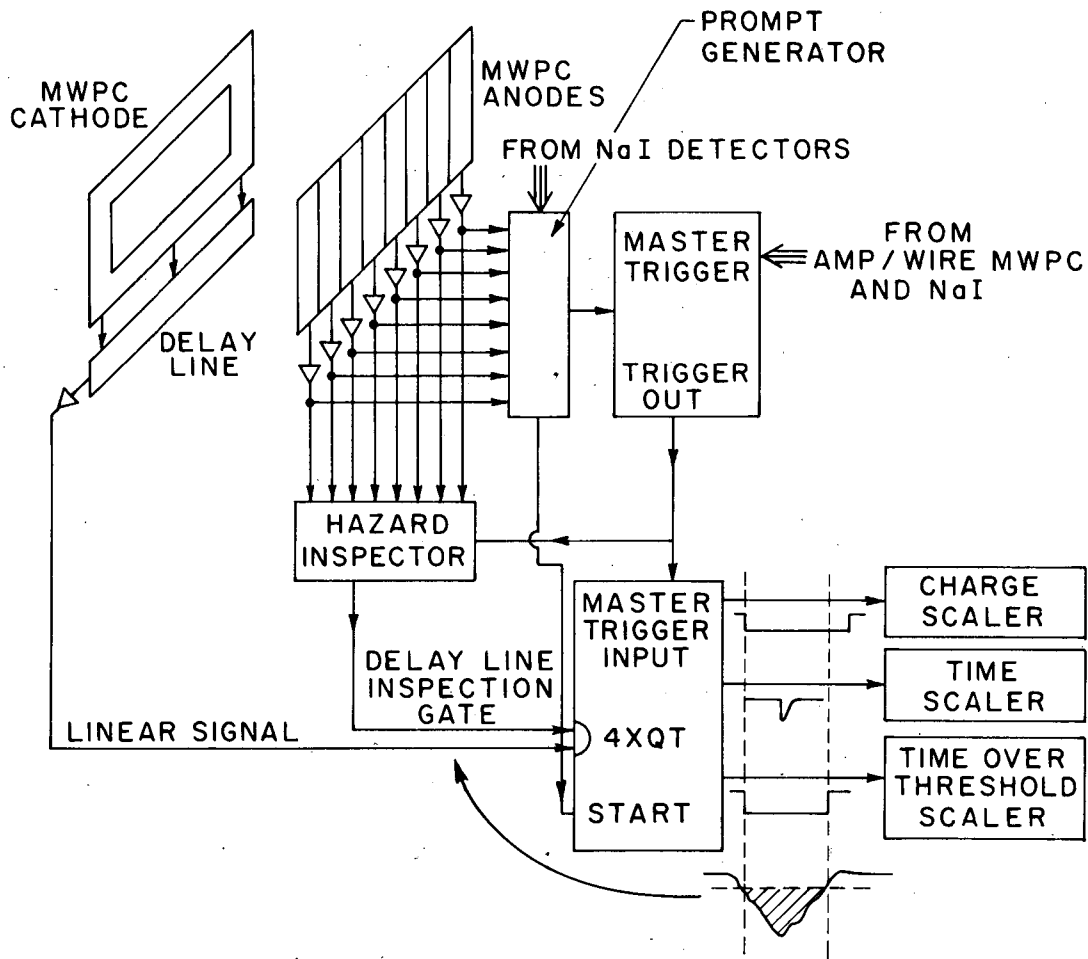 PROMPT
GENERATOR
MWPC
CATHODE
MWPC
ANODES
FROM NaI DETECTORS
MASTER
TRIGGER
FROM
AMP/WIRE MWPC
AND NaI
DELAY
LINE
TRIGGER
OUT
HAZARD
INSPECTOR
MASTER
TRIGGER
INPUT
CHARGE
SCALER
DELAY LINE
INSPECTION
GATE
TIME
SCALER
LINEAR SIGNAL
4XQT
START
TIME OVER
THRESHOLD
SCALER